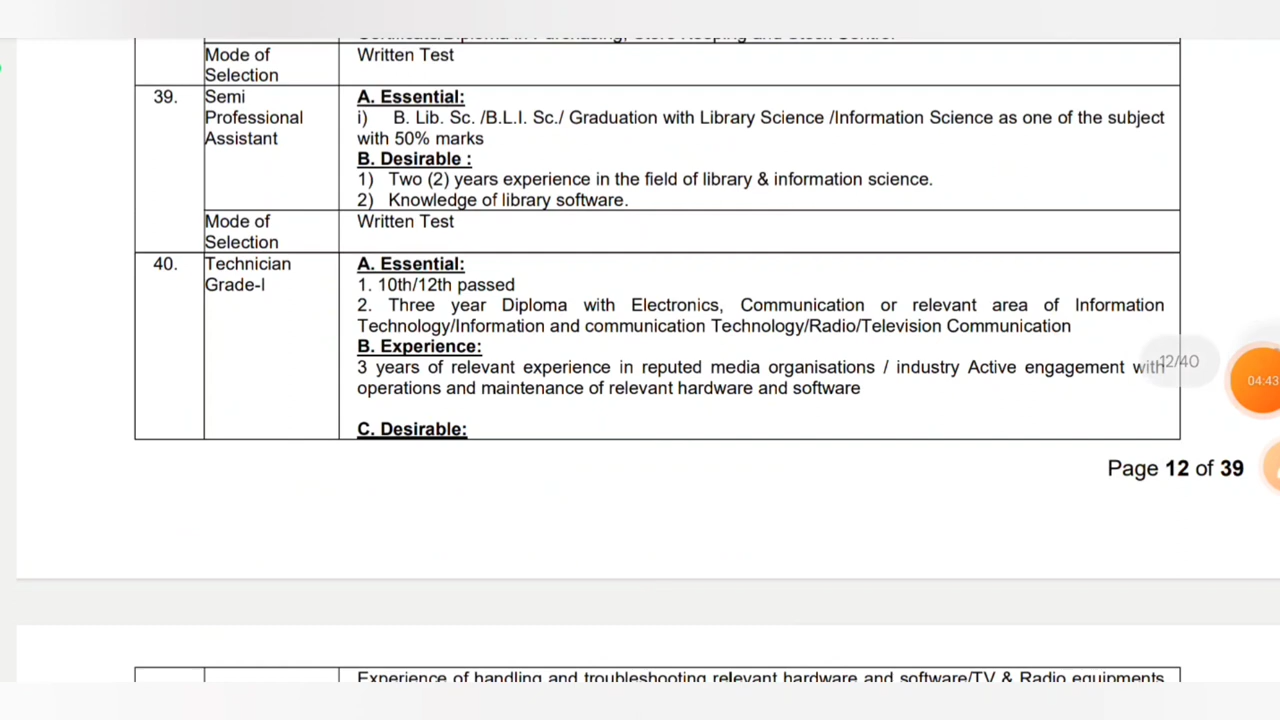 Mode of Selection
Written Test
39.
Semi Professional Assistant
A. Essential:
i) B. Lib. Sc. /B.L.I. Sc./ Graduation with Library Science /Information Science as one of the subject
with 50% marks
B. Desirable :
1) Two (2) years experience in the field of library & information science.
2) Knowledge of library software.
Mode of Selection
Written Test
40.
Technician Grade-I
A. Essential:
1. 10th/12th passed
2. Three year Diploma with Electronics, Communication or relevant area of Information
Technology/Information and communication Technology/Radio/Television Communication
B. Experience:
3 years of relevant experience in reputed media organisations / industry Active engagement with
operations and maintenance of relevant hardware and software
C. Desirable:
12/40
04:43
Page 12 of 39
Experience of handling and troubleshooting relevant hardware and software/TV & Radio equipments